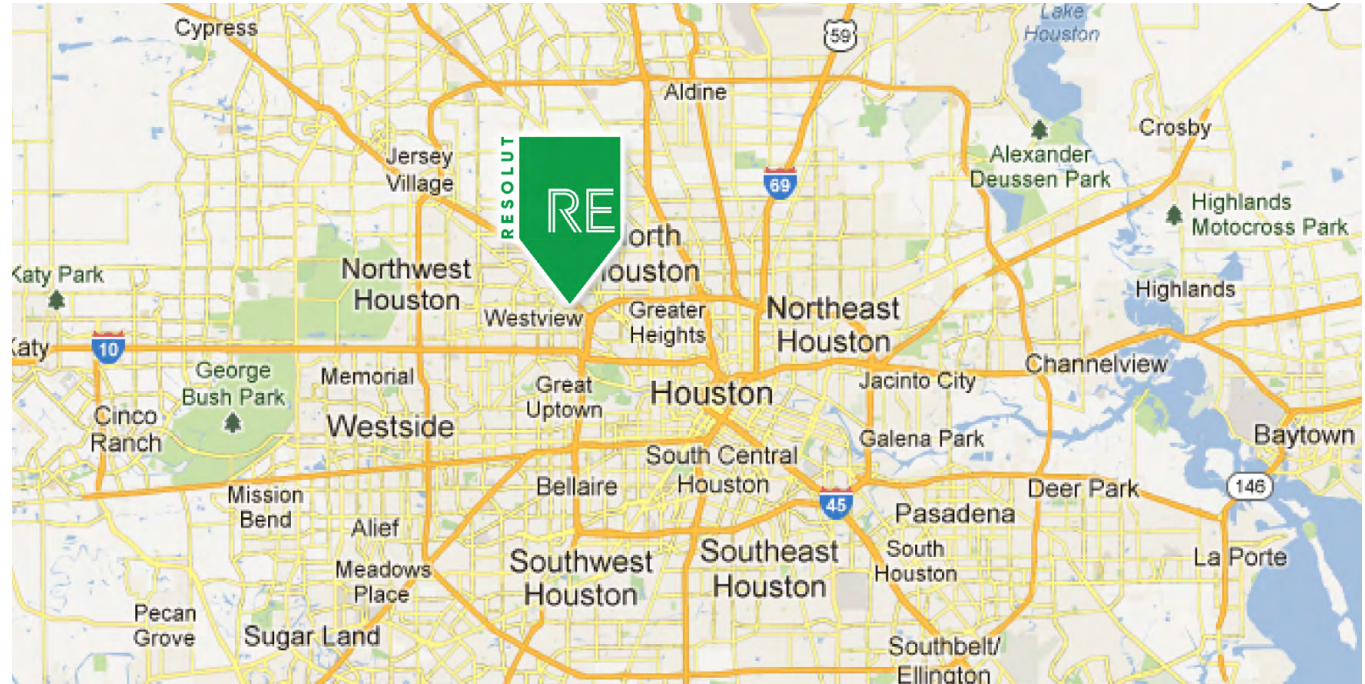 Lake
Houston
Cypress
59
Aldine
Crosby
Jersey
Village
RESOLUT
RE
69
Alexander
Deussen Park
Highlands
Motocross Park
orth
ouston
Katy Park
Northwest
Houston
Highlands
Westview
Greater
Heights
Northeast
Houston
Katy
10
George
Bush Park
Memorial
Great
Uptown
Houston
Jacinto City
Channelview
Cinco
Ranch
Westside
Galena Park
Baytown
South Central
Houston
Mission
Bend
Bellaire
Deer Park
146
Alief
45
Pasadena
Meadows
Place
Southwest
Houston
Southeast
Houston
South
Houston
La Porte
Pecan
Grove
Sugar Land
Southbelt/
Ellington